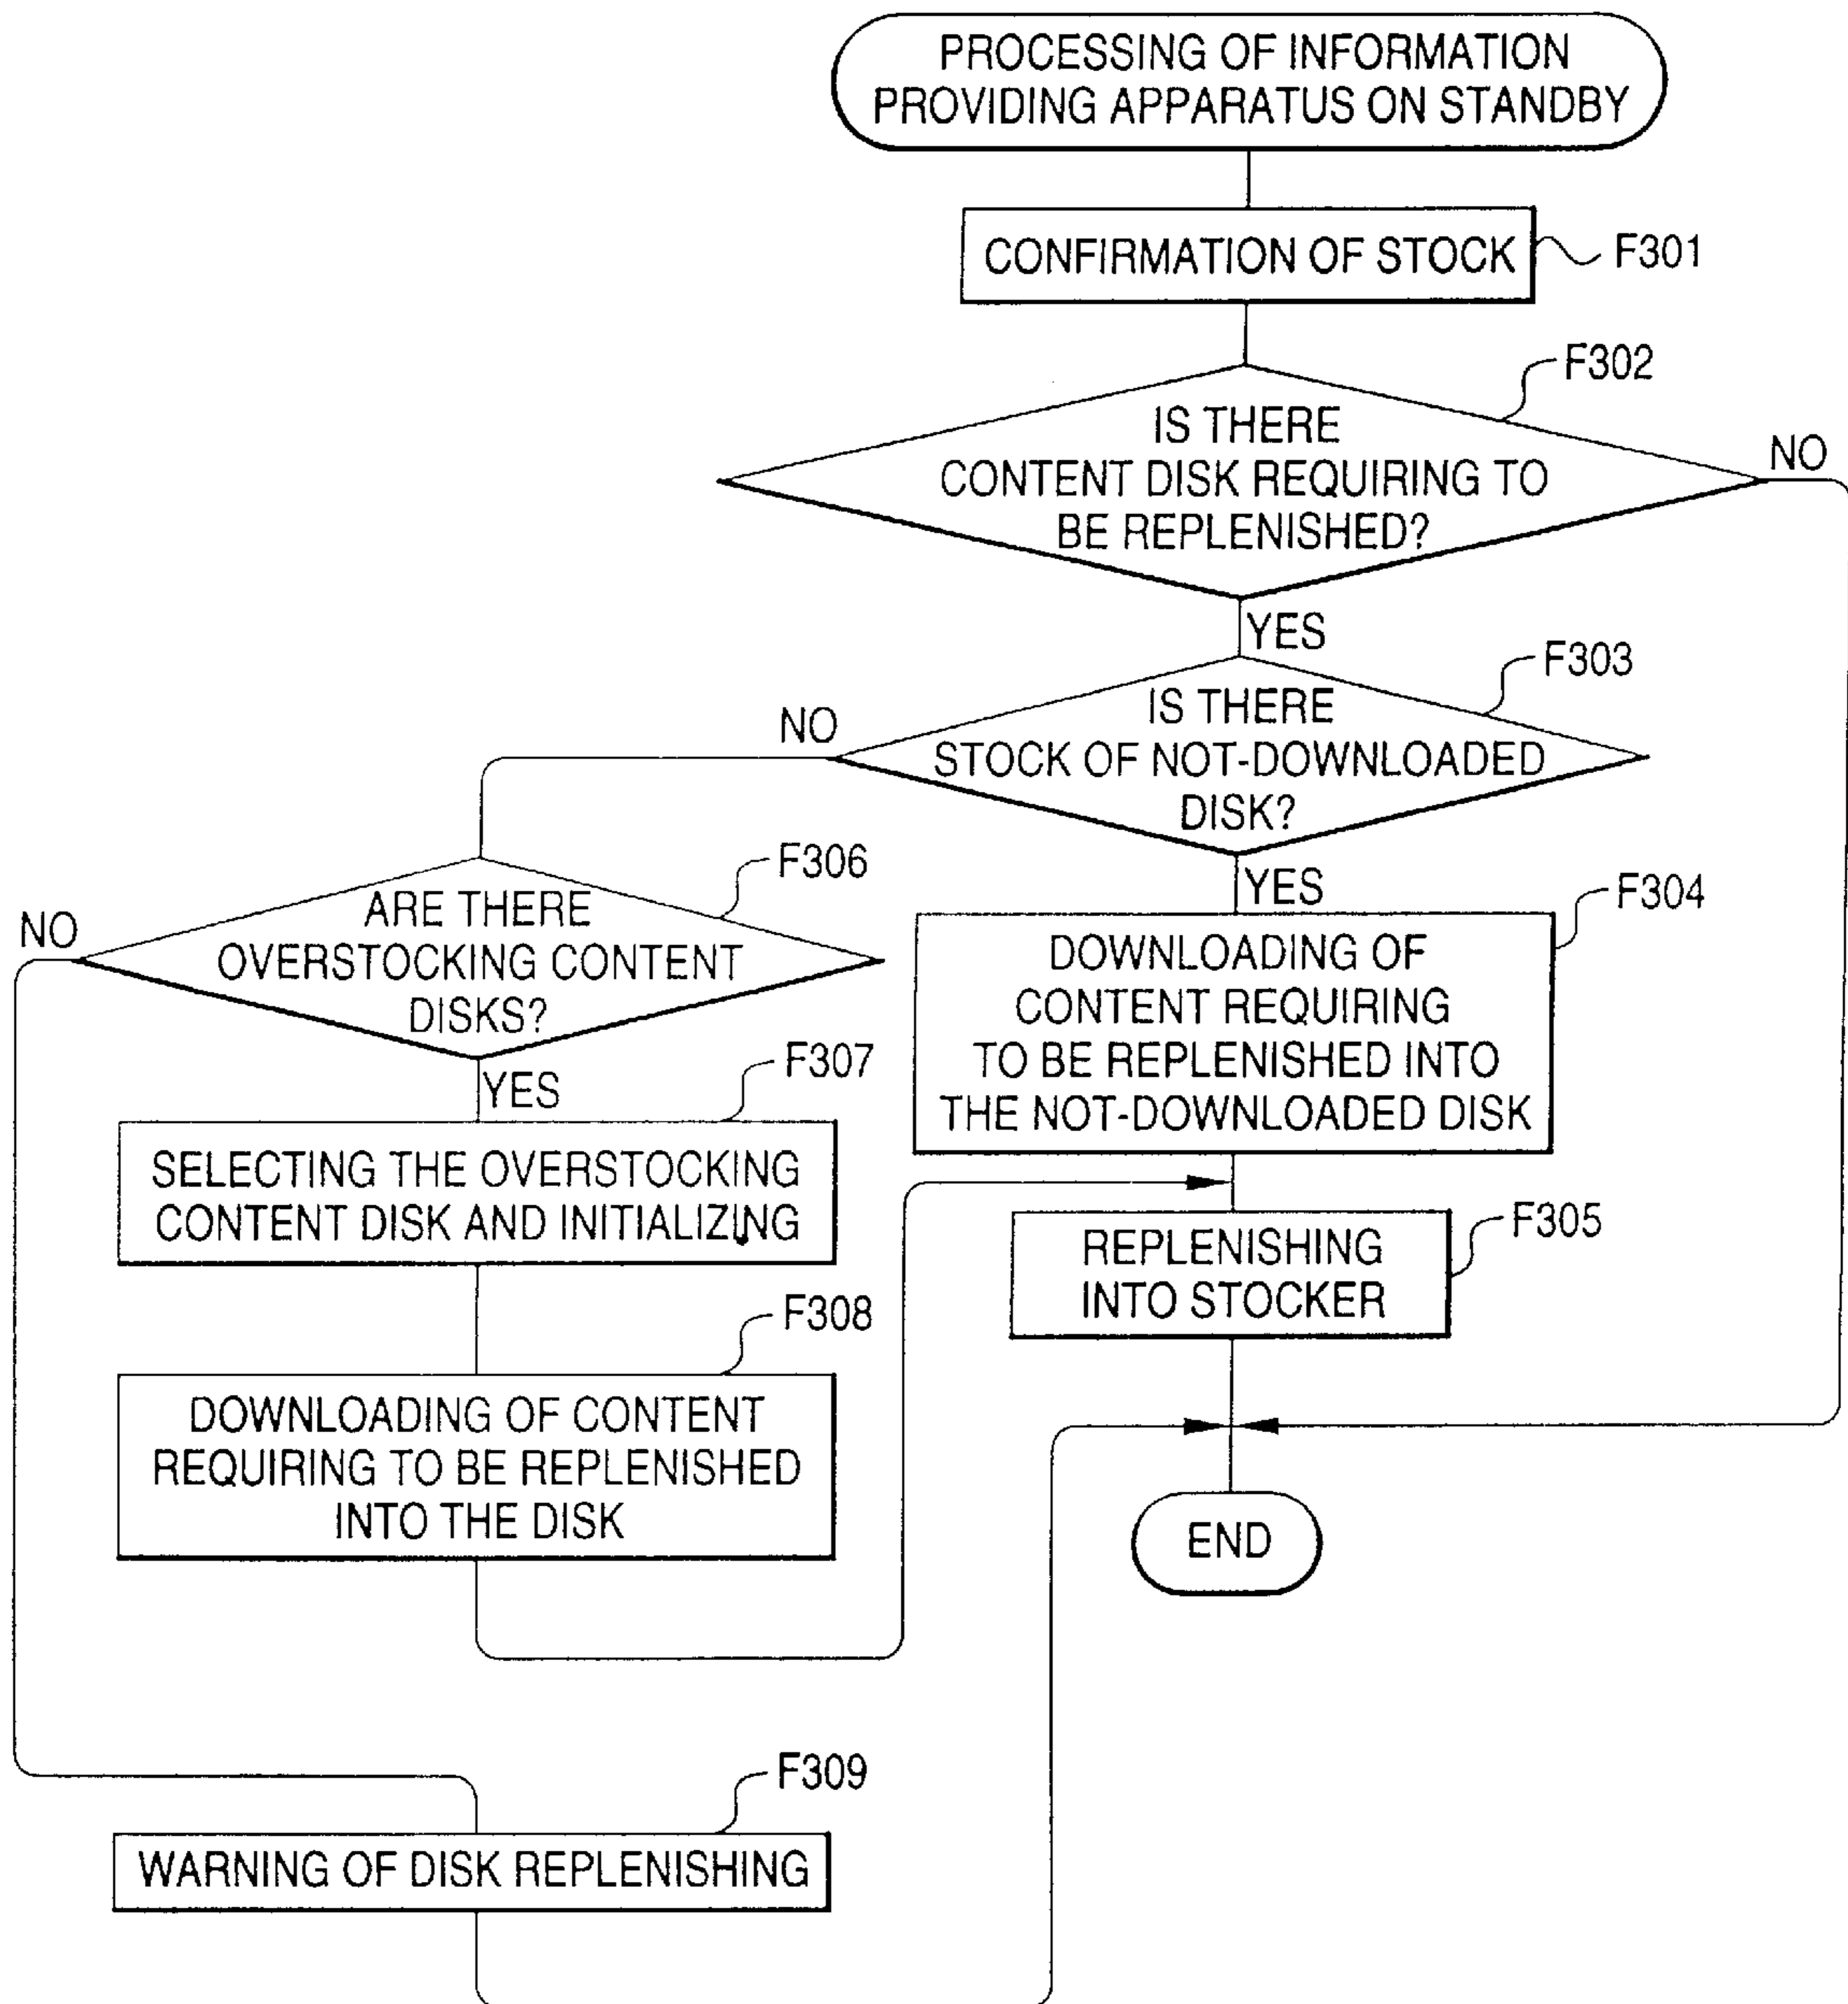 PROCESSING OF INFORMATION
PROVIDING APPARATUS ON STANDBY
CONFIRMATION OF STOCK
F301
F302
IS THERE
CONTENT DISK REQUIRING TO
BE REPLENISHED?
NO
YES
F303
IS THERE
STOCK OF NOT-DOWNLOADED
DISK?
NO
YES
F306
ARE THERE
OVERSTOCKING CONTENT
DISKS?
NO
YES
F304
DOWNLOADING OF
CONTENT REQUIRING
TO BE REPLENISHED INTO
THE NOT-DOWNLOADED DISK
F307
SELECTING THE OVERSTOCKING
CONTENT DISK AND INITIALIZING
F305
REPLENISHING
INTO STOCKER
F308
DOWNLOADING OF CONTENT
REQUIRING TO BE REPLENISHED
INTO THE DISK
END
F309
WARNING OF DISK REPLENISHING